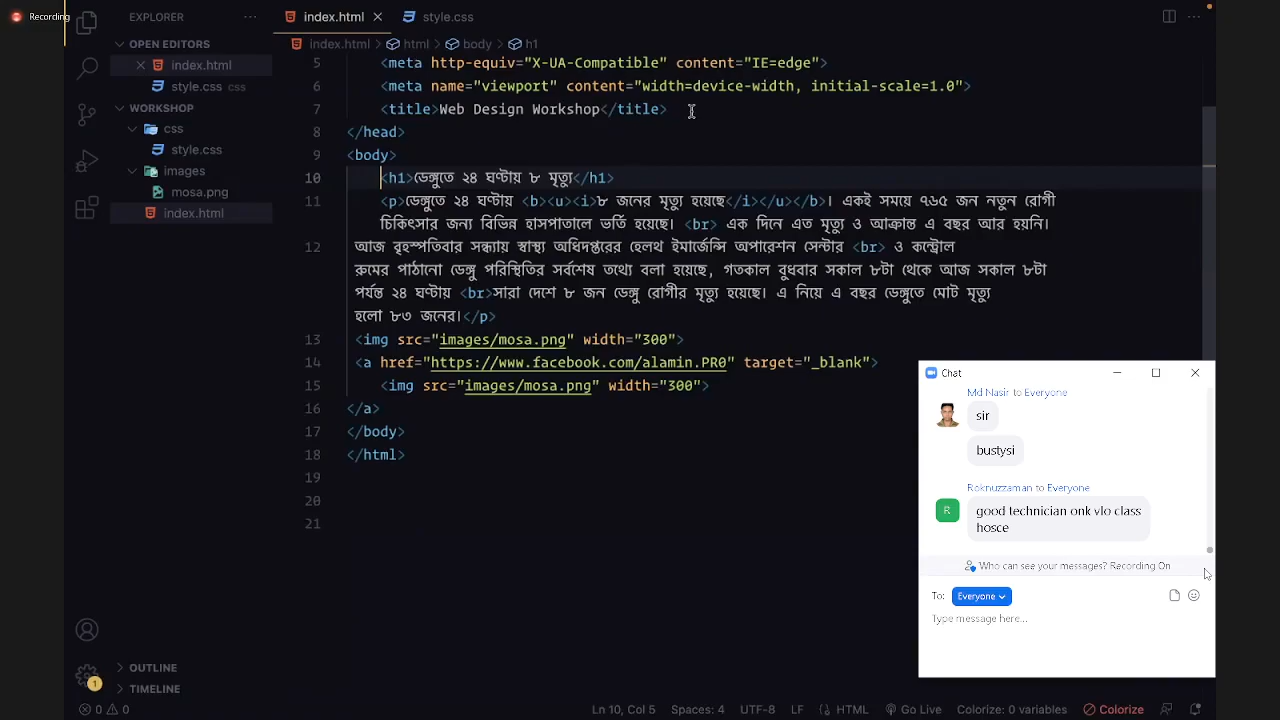 Recording
EXPLORER
index.html
style.css
OPEN EDITORS
index.html
style.css css
WORKSHOP
css
style.css
images
mosa.png
index.html
OUTLINE
TIMELINE
index.html > html > body > h1
5 <meta http-equiv="X-UA-Compatible" content="IE=edge">
6 <meta name="viewport" content="width=device-width, initial-scale=1.0">
7 <title>Web Design Workshop</title>
8 </head>
9 <body>
10 <h1>ডেঙ্গুতে ২৪ ঘণ্টায় ৮ মৃত্যু</h1>
11 <p>ডেঙ্গুতে ২৪ ঘণ্টায় <b><u><i>৮ জনের মৃত্যু হয়েছে</i></u></b>। একই সময়ে ৭৬৫ জন নতুন রোগী
চিকিৎসার জন্য বিভিন্ন হাসপাতালে ভর্তি হয়েছে। <br> এক দিনে এত মৃত্যু ও আক্রান্ত এ বছর আর হয়নি।
12 আজ বৃহস্পতিবার সন্ধ্যায় স্বাস্থ্য অধিদপ্তরের হেলথ ইমার্জেন্সি অপারেশন সেন্টার <br> ও কন্ট্রোল
রুমের পাঠানো ডেঙ্গু পরিস্থিতির সর্বশেষ তথ্যে বলা হয়েছে, গতকাল বুধবার সকাল ৮টা থেকে আজ সকাল ৮টা
পর্যন্ত ২৪ ঘণ্টায় <br>সারা দেশে ৮ জন ডেঙ্গু রোগীর মৃত্যু হয়েছে। এ নিয়ে এ বছর ডেঙ্গুতে মোট মৃত্যু
হলো ৮৩ জনের।</p>
13 <img src="images/mosa.png" width="300">
14 <a href="https://www.facebook.com/alamin.PR0" target="_blank">
15 <img src="images/mosa.png" width="300">
16 </a>
17 </body>
18 </html>
19
20
21
Chat
Md Nasir to Everyone
sir
bustysi
Roknuzzaman to Everyone
R
good technician onk vlo class
hosce
Who can see your messages? Recording On
To: Everyone
Type message here...
1
0 0
Ln 10, Col 5 Spaces: 4 UTF-8 LF HTML Go Live Colorize: 0 variables Colorize